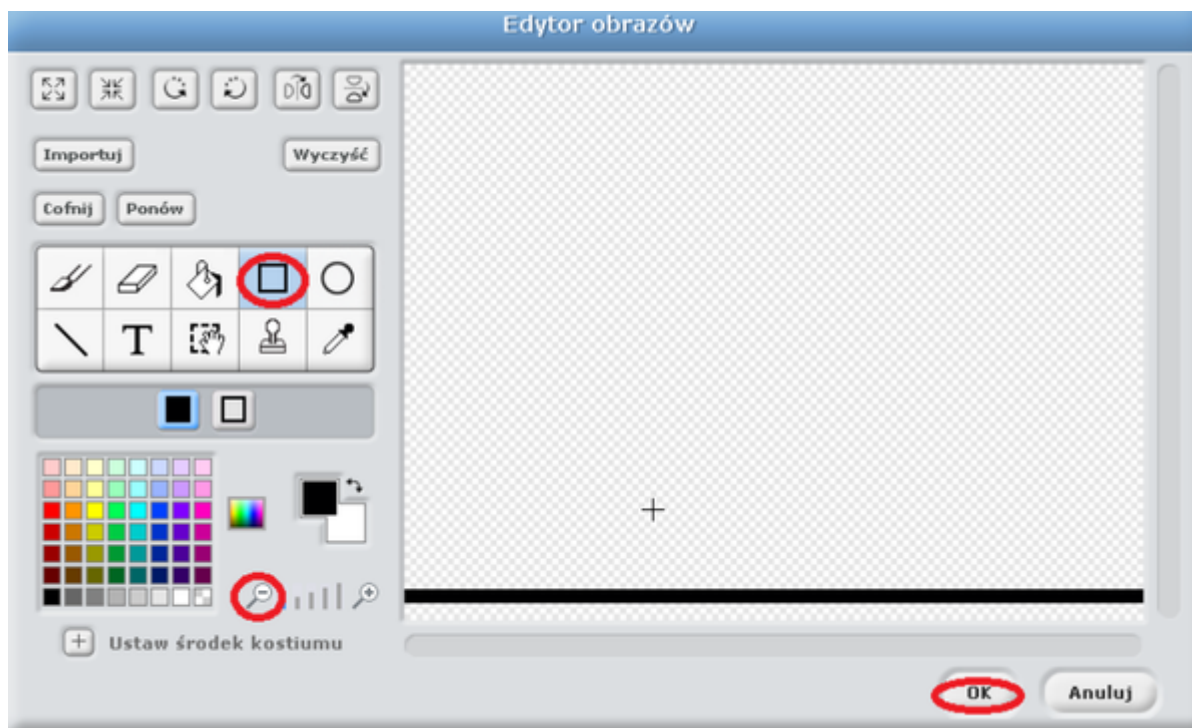 Edytor obrazów
Importuj Wyczyść
Cofnij Ponów
T
Ustaw środek kostiumu
OK Anuluj